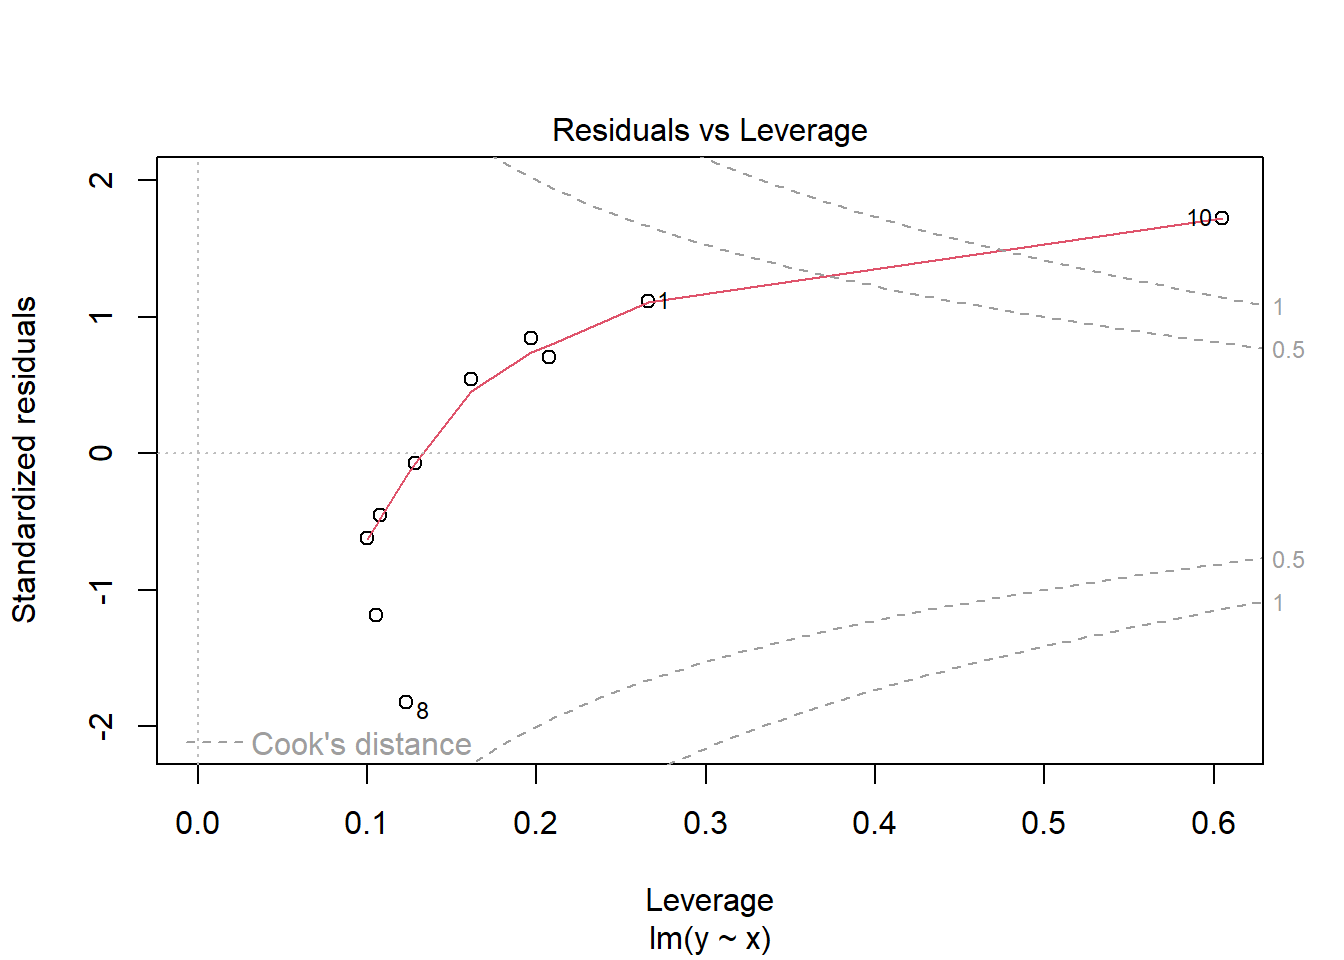 Residuals vs Leverage
Standardized residuals
2
1
0
-1
-2
10
1
8
1
0.5
0.5
1
Cook's distance
0.0 0.1 0.2 0.3 0.4 0.5 0.6
Leverage
lm(y ~ x)